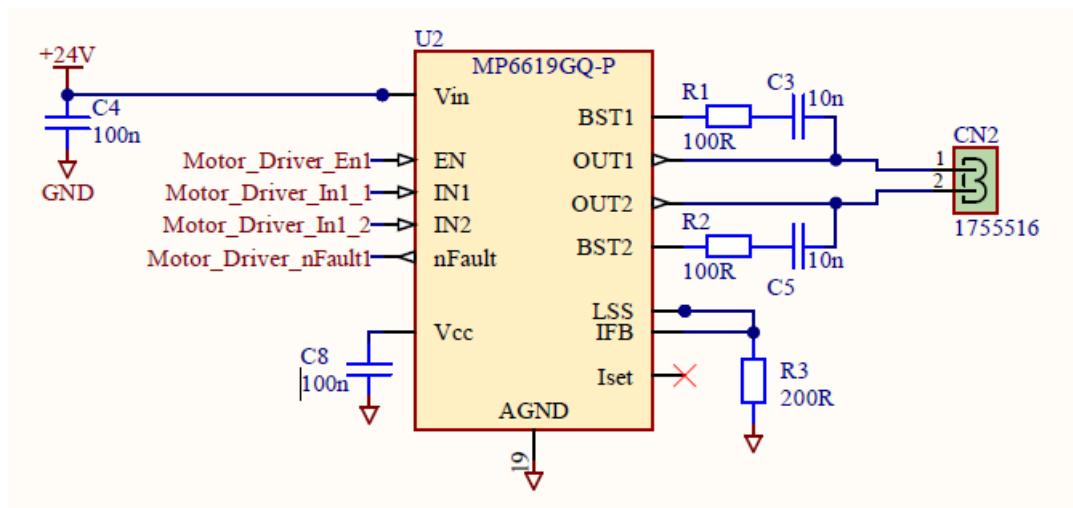 U2
MP6619GQ-P
+24V
C4
100n
GND
Vin
Motor_Driver_En1
EN
Motor_Driver_In1_1
IN1
Motor_Driver_In1_2
IN2
Motor_Driver_nFault1
nFault
Vcc
C8
100n
AGND
19
BST1
R1
100R
C3
10n
OUT1
OUT2
CN2
1
2
1755516
R2
BST2
100R
10n
C5
LSS
IFB
Iset
R3
200R